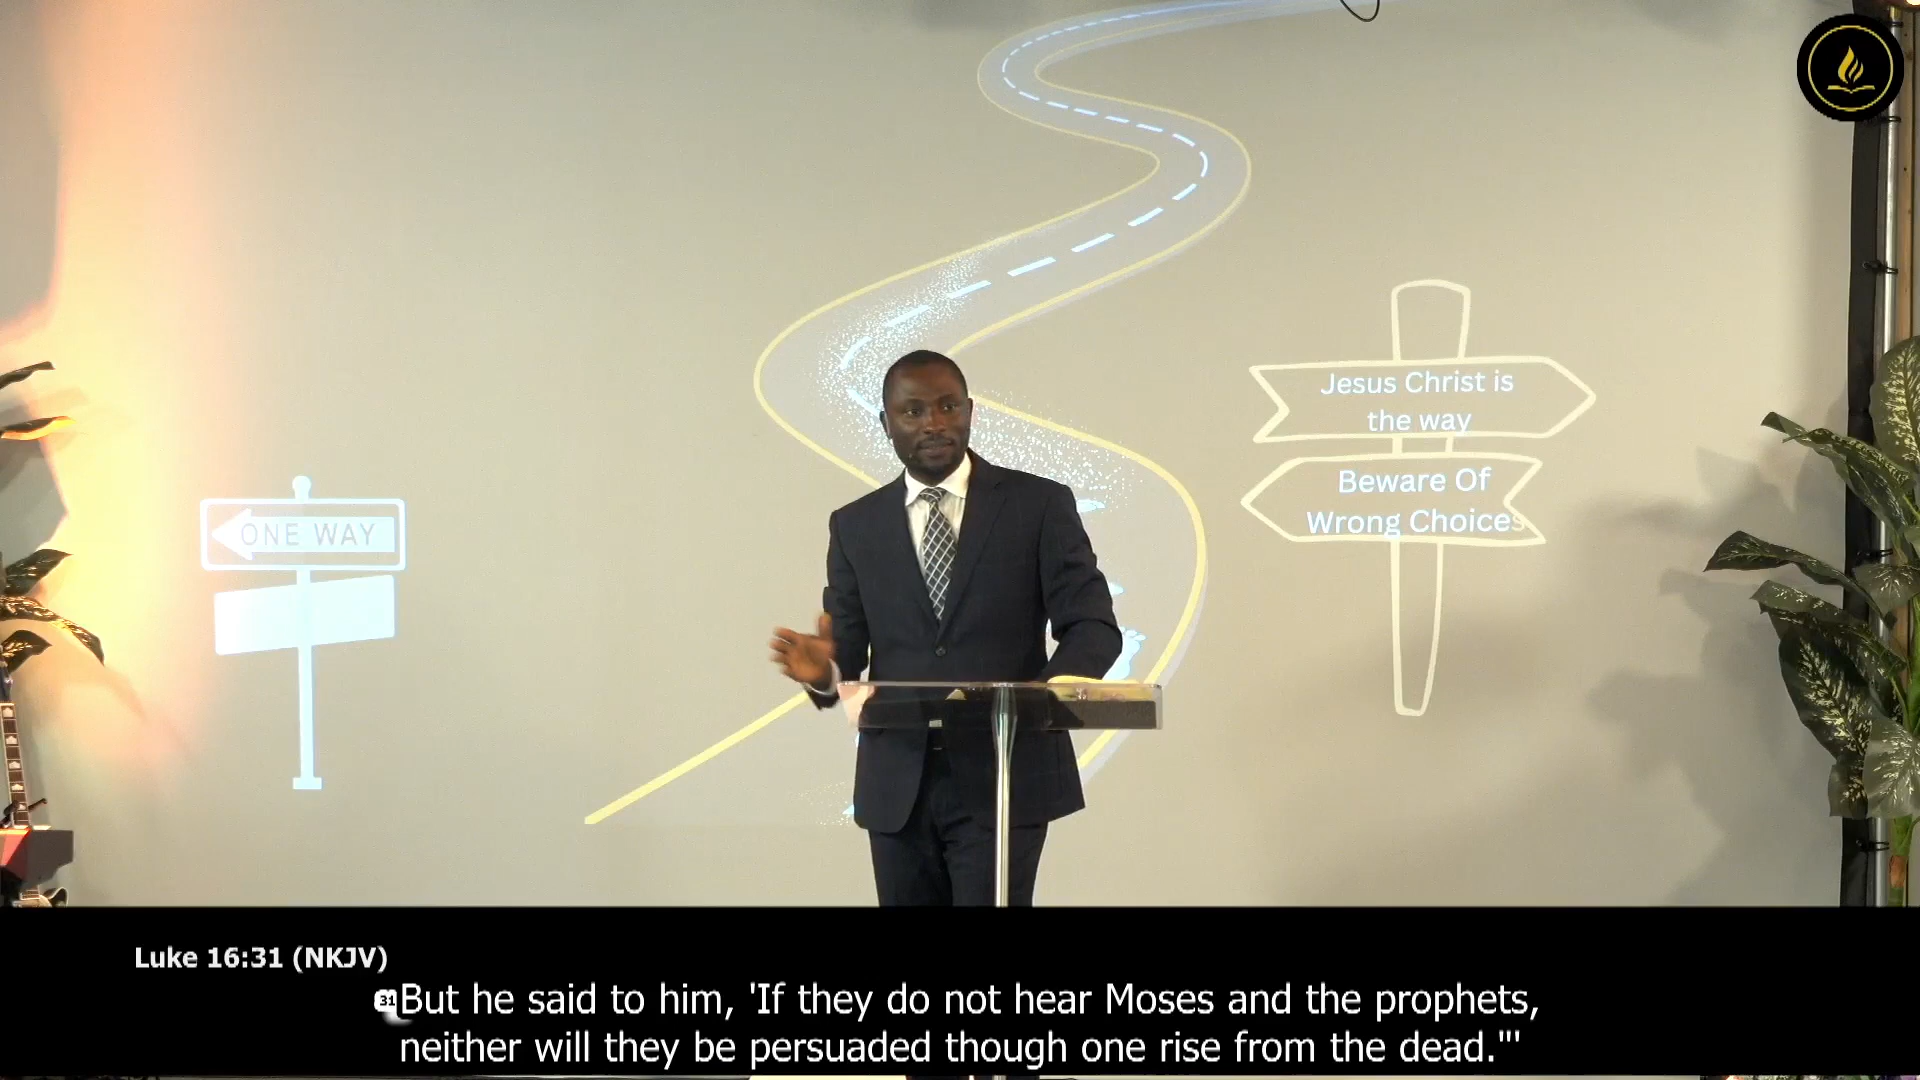 Jesus Christ is
the way
Beware Of
Wrong Choices
ONE WAY
Luke 16:31 (NKJV)
31 But he said to him, 'If they do not hear Moses and the prophets,
neither will they be persuaded though one rise from the dead."'